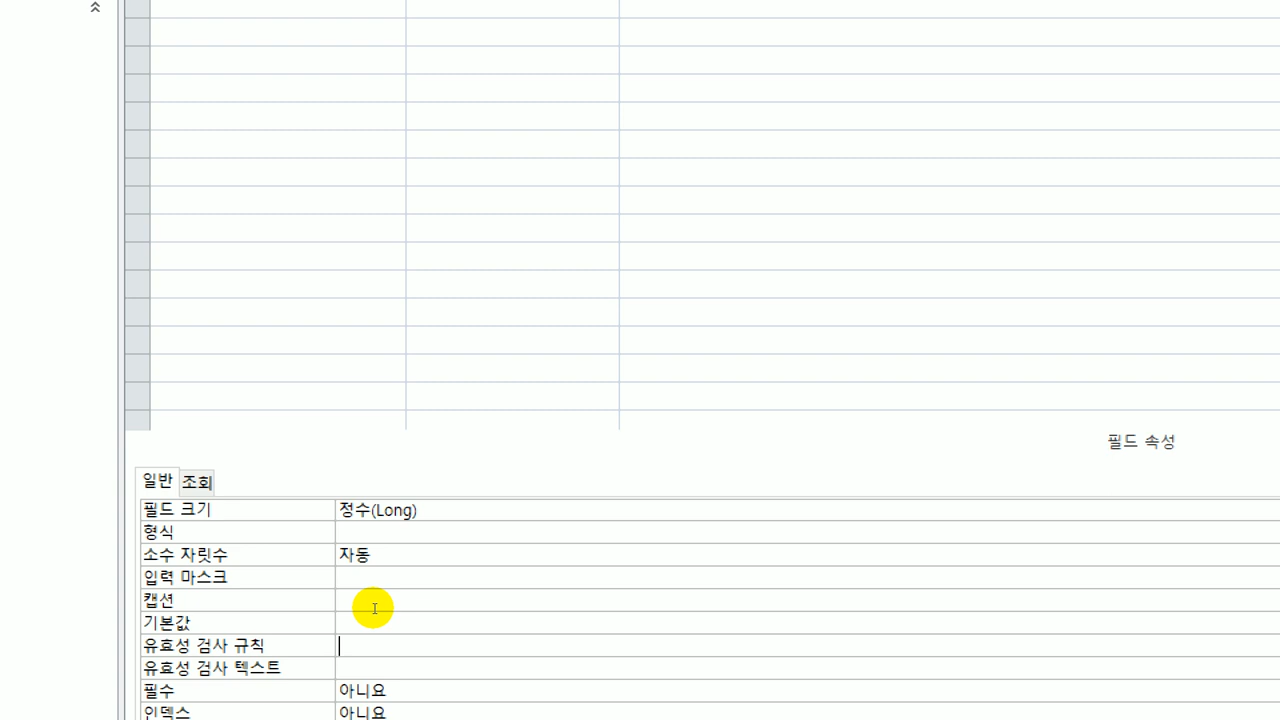 필드 속성
일반 조회
필드 크기 정수(Long)
형식
소수 자릿수 자동
입력 마스크
캡션
기본값
유효성 검사 규칙
유효성 검사 텍스트
필수 아니요
인덱스 아니요